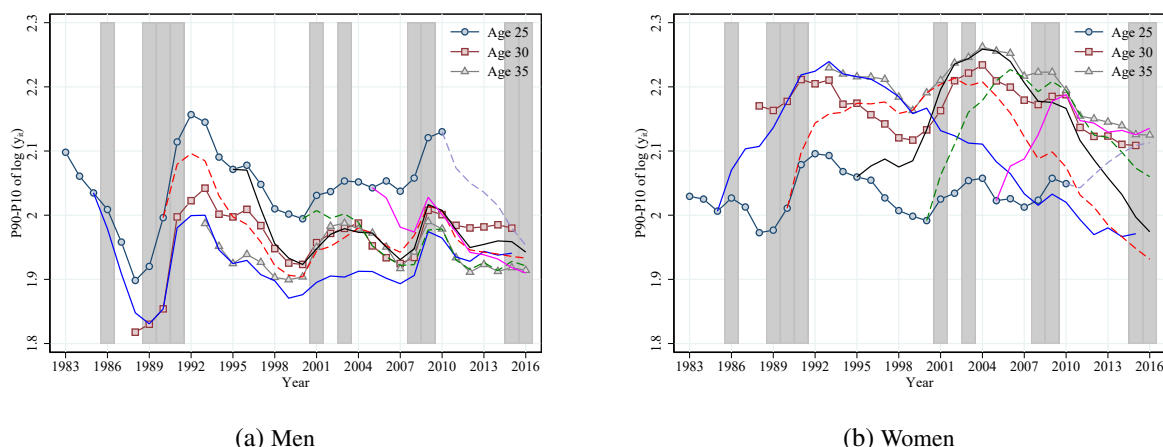 2.3
2.2
2.1
2
1.9
1.8
P90-P10 of log (yit)
1983 1986 1989 1992 1995 1998 2001 2004 2007 2010 2013 2016
Year
Age 25
Age 30
Age 35
(a) Men
2.3
2.2
2.1
2
1.9
1.8
P90-P10 of log (yit)
1983 1986 1989 1992 1995 1998 2001 2004 2007 2010 2013 2016
Year
Age 25
Age 30
Age 35
(b) Women